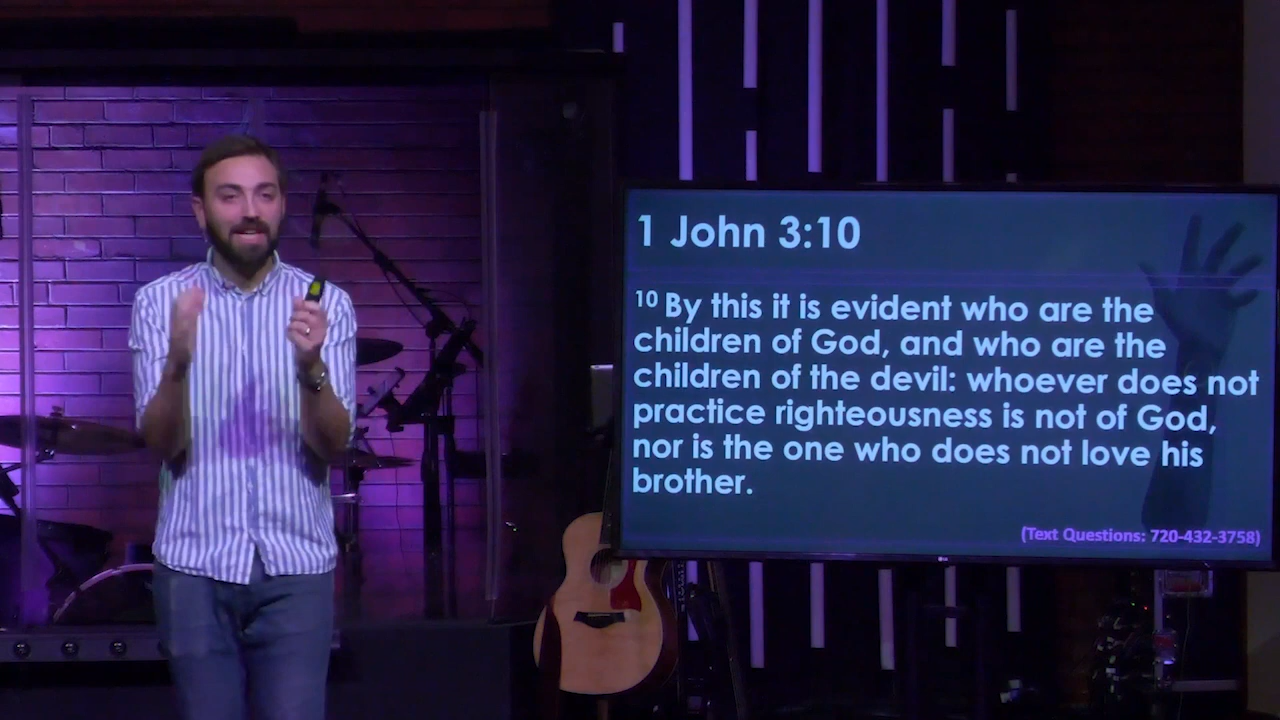 1 John 3:10
10 By this it is evident who are the
children of God, and who are the
children of the devil: whoever does not
practice righteousness is not of God,
nor is the one who does not love his
brother.
(Text Questions: 720-432-3758)
LG